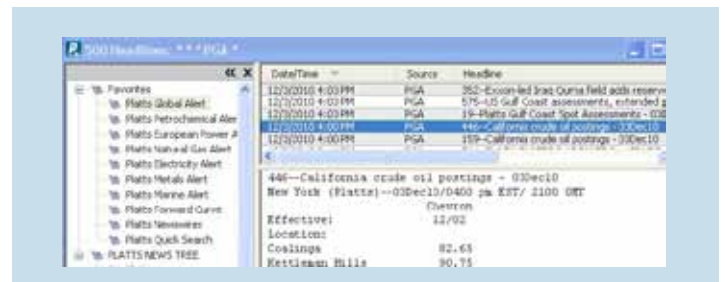 500 Headlines: * * * PGA *
Date/Time Source Headline
Favorites
Platts Global Alert
Platts Petrochemical Aler
Platts European Power A
Platts Natural Gas Alert
Platts Electricity Alert
Platts Metals Alert
Platts Marine Alert
Platts Forward Curve
Platts Newswires
Platts Quick Search
PLATTS NEWS TREE
12/3/2010 4:03 PM PGA 352--Exxon-led Iraq Qurna field adds reserv
12/3/2010 4:03 PM PGA 575--US Gulf Coast assessments, extended
12/3/2010 4:03 PM PGA 19--Platts Gulf Coast Spot Assessments - 03
12/3/2010 4:00 PM PGA 446--California crude oil postings - 03Dec10
12/3/2010 4:00 PM PGA 159--California crude oil postings - 03Dec10
446--California crude oil postings - 03Dec10
New York (Platts)--03Dec10/0400 pm EST/ 2100 GMT
Chevron
Effective: 12/02
Location:
Coalinga 82.65
Kettleman Hills 90.75